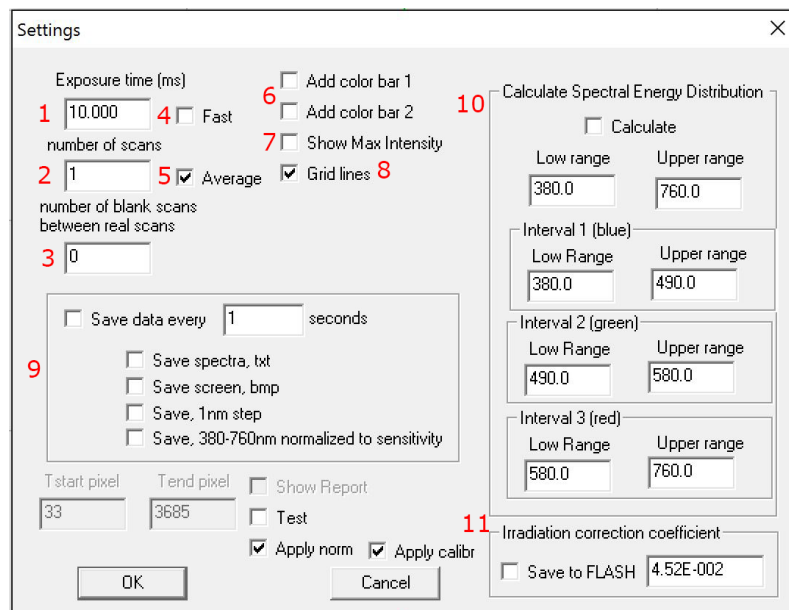 Settings
Exposure time (ms)
1 10.000 4 Fast
number of scans
2 1 5 Average
number of blank scans
between real scans
3 0
6 Add color bar 1
Add color bar 2
7 Show Max Intensity
Grid lines 8
9 Save data every 1 seconds
Save spectra, txt
Save screen, bmp
Save, 1nm step
Save, 380-760nm normalized to sensitivity
Tstart pixel Tend pixel Show Report
33 3685 Test
Apply norm Apply calibr
OK Cancel
10 Calculate Spectral Energy Distribution
Calculate
Low range Upper range
380.0 760.0
Interval 1 (blue)
Low Range Upper range
380.0 490.0
Interval 2 (green)
Low Range Upper range
490.0 580.0
Interval 3 (red)
Low Range Upper range
580.0 760.0
11 Irradiation correction coefficient
Save to FLASH 4.52E-002